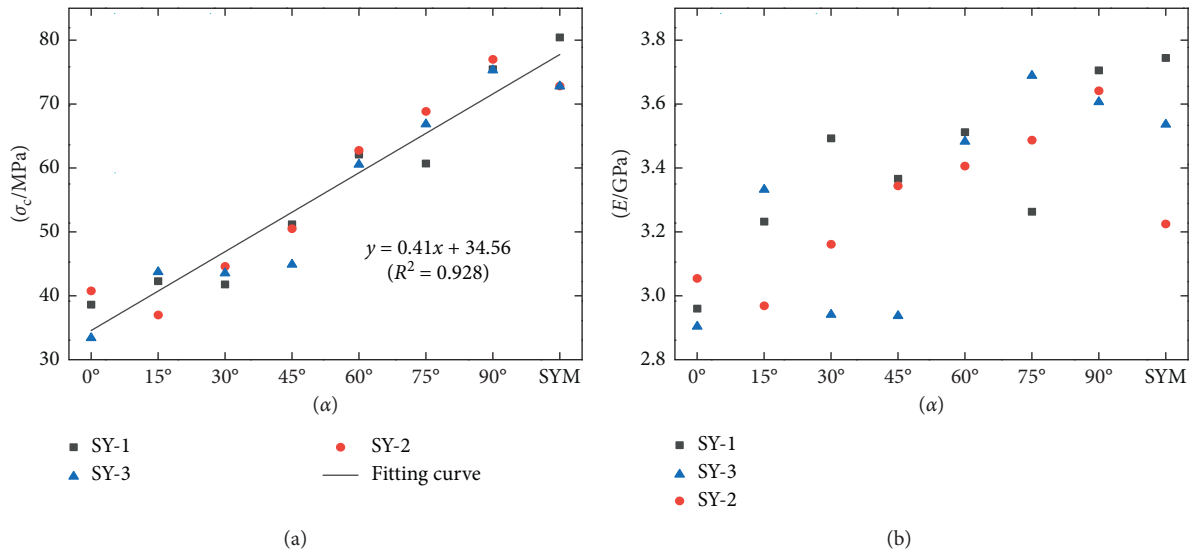 80
70
60
50
40
30
(σc/MPa)
y = 0.41x + 34.56
(R² = 0.928)
0° 15° 30° 45° 60° 75° 90° SYM
(α)
SY-1 SY-2
SY-3 Fitting curve
(a)
3.8
3.6
3.4
3.2
3.0
2.8
(E/GPa)
0° 15° 30° 45° 60° 75° 90° SYM
(α)
SY-1
SY-3
SY-2
(b)